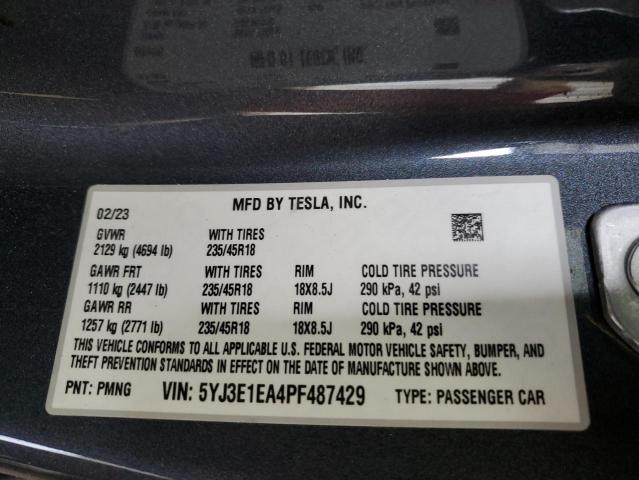 MFD BY TESLA, INC.
02/23
GVWR WITH TIRES
2129 kg (4694 lb) 235/45R18
GAWR FRT WITH TIRES RIM COLD TIRE PRESSURE
1110 kg (2447 lb) 235/45R18 18X8.5J 290 kPa, 42 psi
GAWR RR WITH TIRES RIM COLD TIRE PRESSURE
1257 kg (2771 lb) 235/45R18 18X8.5J 290 kPa, 42 psi
THIS VEHICLE CONFORMS TO ALL APPLICABLE U.S. FEDERAL MOTOR VEHICLE SAFETY, BUMPER, AND
THEFT PREVENTION STANDARDS IN EFFECT ON THE DATE OF MANUFACTURE SHOWN ABOVE.
PNT: PMNG VIN: 5YJ3E1EA4PF487429 TYPE: PASSENGER CAR